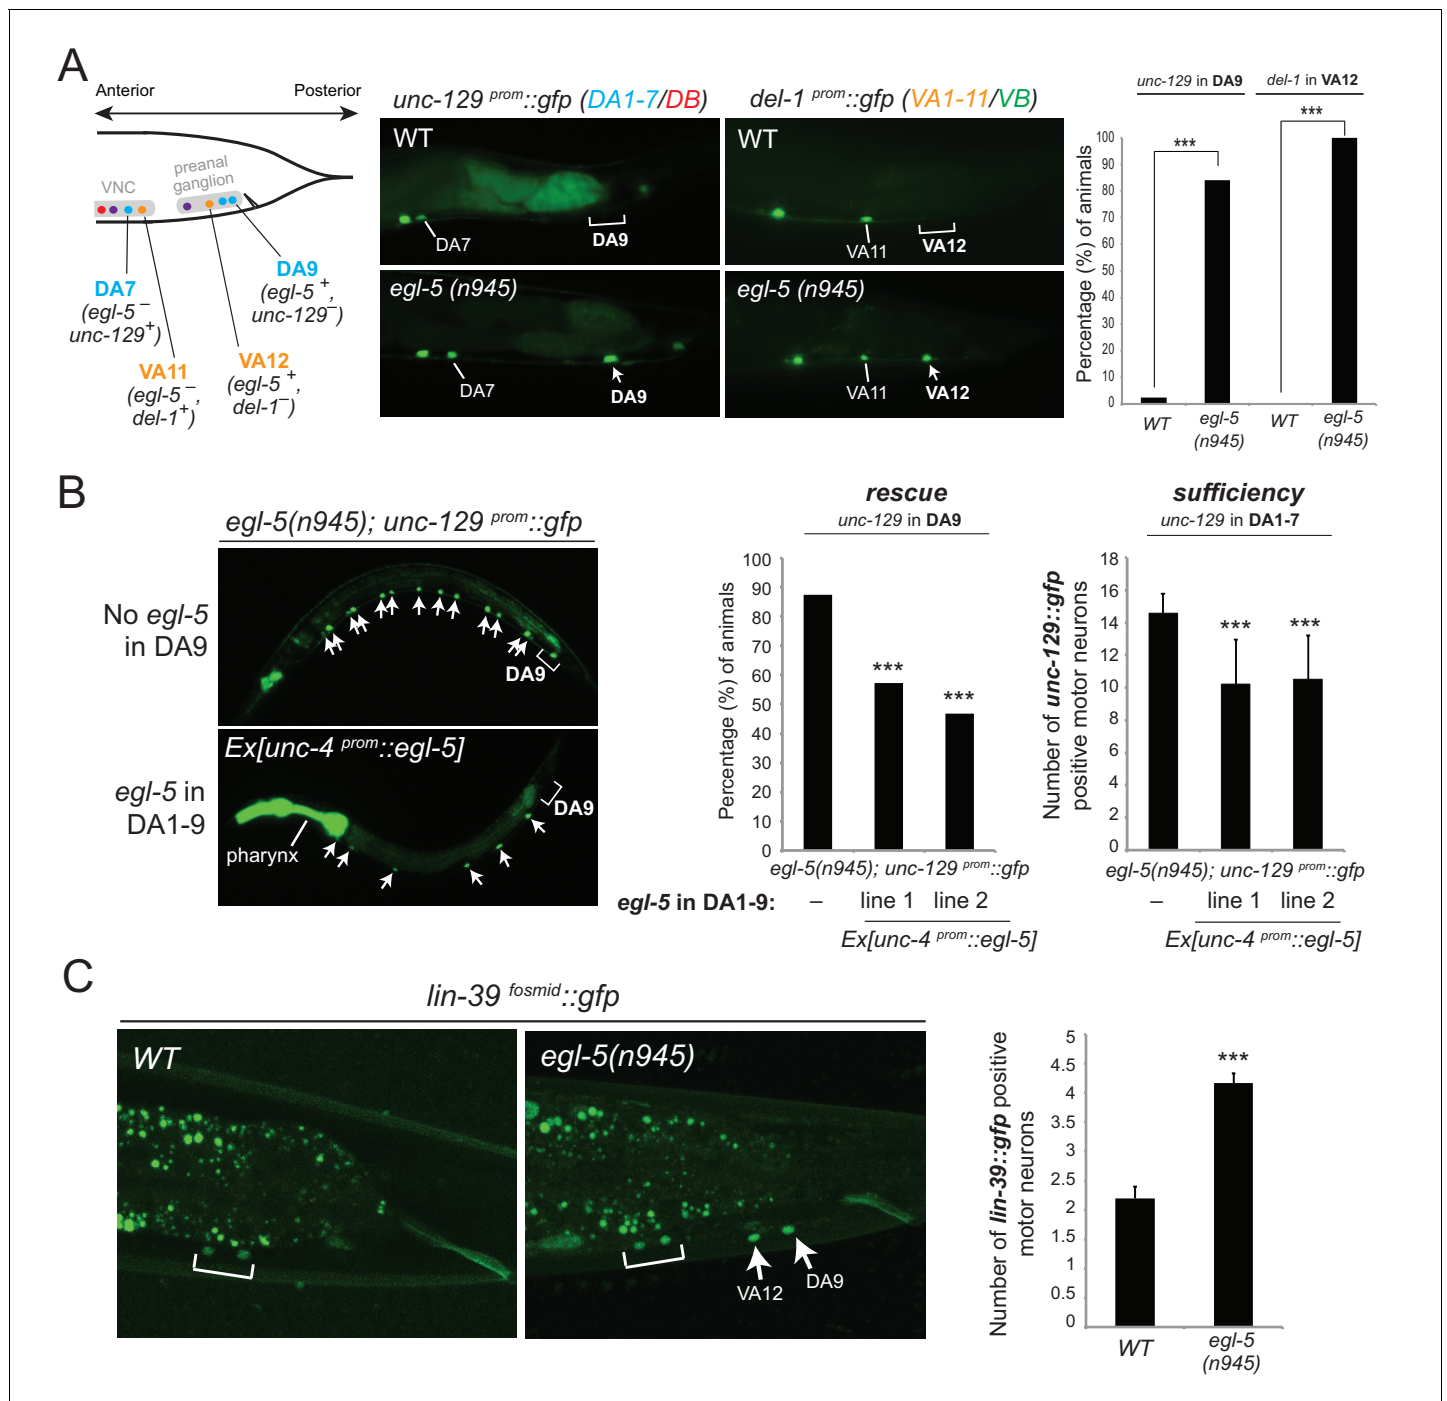 A
Anterior
Posterior
VNC
preanal
ganglion
DA7
(egl-5 –
unc-129 +)
VA11
(egl-5 –,
del-1 +)
VA12
(egl-5 +,
del-1 –)
DA9
(egl-5 +,
unc-129 –)
unc-129 prom::gfp (DA1-7/DB)
WT
DA7
DA9
egl-5 (n945)
DA7
DA9
del-1 prom::gfp (VA1-11/VB)
WT
VA11
VA12
egl-5 (n945)
VA11
VA12
unc-129 in DA9
del-1 in VA12
***
***
Percentage (%) of animals
100
90
80
70
60
50
40
30
20
10
0
WT
egl-5
(n945)
WT
egl-5
(n945)
B
egl-5(n945); unc-129 prom::gfp
No egl-5
in DA9
DA9
Ex[unc-4 prom::egl-5]
egl-5 in
DA1-9
pharynx
DA9
rescue
unc-129 in DA9
Percentage (%) of animals
100
90
80
70
60
50
40
30
20
10
0
***
***
egl-5(n945); unc-129 prom::gfp
egl-5 in DA1-9:
–
line 1
line 2
Ex[unc-4 prom::egl-5]
sufficiency
unc-129 in DA1-7
Number of unc-129::gfp
positive motor neurons
18
16
14
12
10
8
6
4
2
0
***
***
egl-5(n945); unc-129 prom::gfp
–
line 1
line 2
Ex[unc-4 prom::egl-5]
C
lin-39 fosmid::gfp
WT
egl-5(n945)
VA12
DA9
Number of lin-39::gfp positive
motor neurons
5
4.5
4
3.5
3
2.5
2
1.5
1
0.5
0
***
WT
egl-5
(n945)